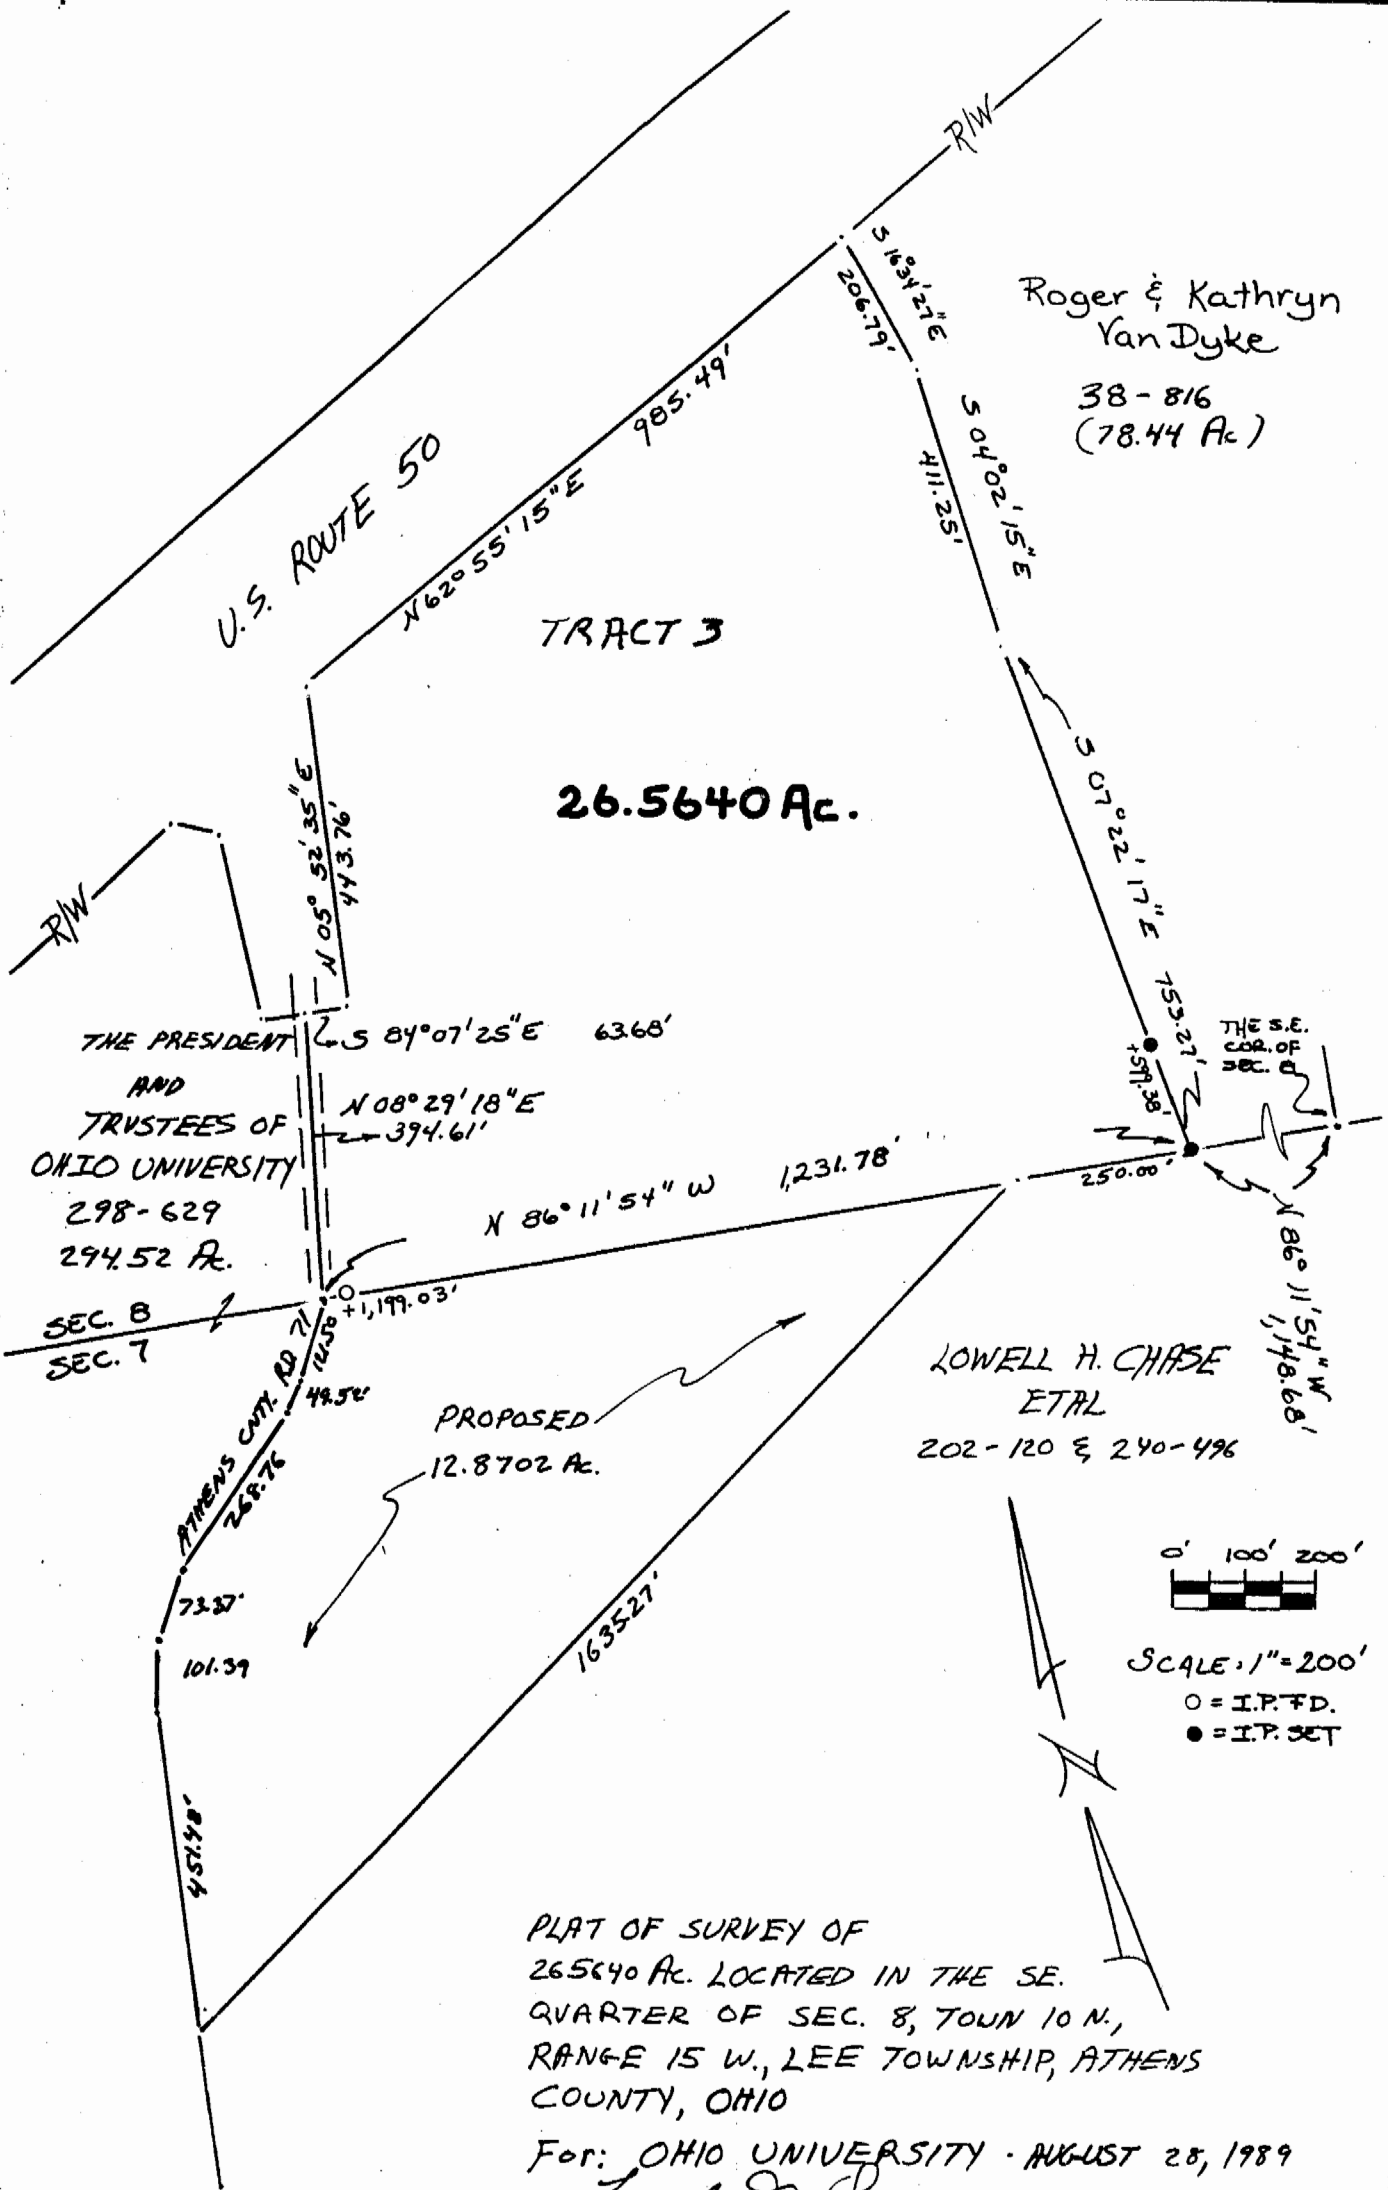 R/W
S 16°34'27" E
206.79'
Roger & Kathryn
Van Dyke
38-816
(78.44 Ac)
985.49'
N 62° 55' 15" E
U.S. ROUTE 50
S 04°02' 15" E
411.25'
TRACT 3
26.5640 Ac.
N 05° 52' 35" E
443.76'
S 07° 22' 17" E 753.27'
R/W
THE PRESIDENT
AND
TRUSTEES OF
OHIO UNIVERSITY
298-629
294.52 Ac.
S 84°07'25" E 63.68'
N 08°29'18" E
394.61'
THE S.E.
COR. OF
SEC. 8
+599.38'
N 86° 11' 54" W 1,231.78'
250.00'
N 86° 11' 54" W
1,148.68'
+1,199.03'
SEC. 8
SEC. 7
ATHENS CNTY. RD 71
49.52'
268.76
73.37'
101.39
451.48'
PROPOSED
12.8702 Ac.
1635.27'
LOWELL H. CHASE
ETAL
202-120 & 240-496
0' 100' 200'
SCALE: 1"=200'
○ = I.P. FD.
● = I.P. SET
N
PLAT OF SURVEY OF
26.5640 Ac. LOCATED IN THE SE.
QUARTER OF SEC. 8, TOWN 10 N.,
RANGE 15 W., LEE TOWNSHIP, ATHENS
COUNTY, OHIO
For: OHIO UNIVERSITY · AUGUST 28, 1989